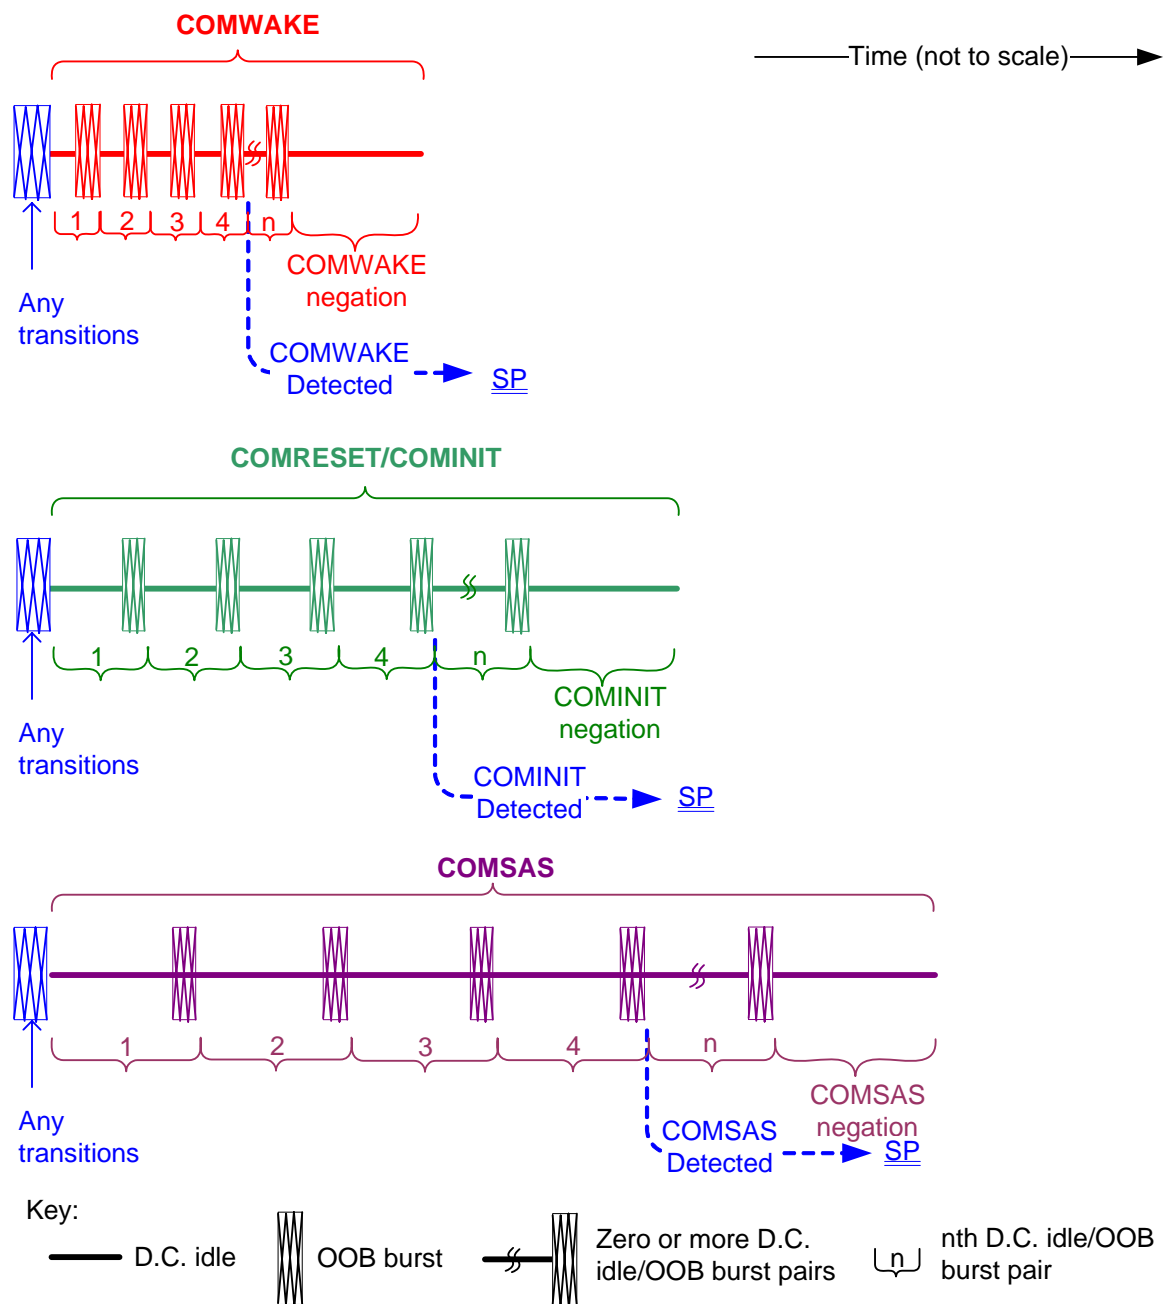 COMWAKE
Time (not to scale)
1 2 3 4 n
COMWAKE
negation
Any
transitions
COMWAKE
Detected
SP
COMRESET/COMINIT
1 2 3 4 n
COMINIT
negation
Any
transitions
COMINIT
Detected
SP
COMSAS
1 2 3 4 n
COMSAS
negation
Any
transitions
COMSAS
Detected
SP
Key:
D.C. idle
OOB burst
Zero or more D.C.
idle/OOB burst pairs
n
nth D.C. idle/OOB
burst pair